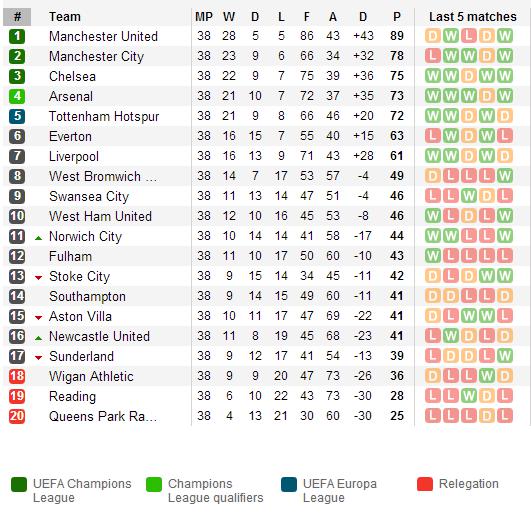 # Team MP W D L F A D P Last 5 matches
1 Manchester United 38 28 5 5 86 43 +43 89 D W L D W
2 Manchester City 38 23 9 6 66 34 +32 78 L W W D W
3 Chelsea 38 22 9 7 75 39 +36 75 W W D W W
4 Arsenal 38 21 10 7 72 37 +35 73 W W W D W
5 Tottenham Hotspur 38 21 9 8 66 46 +20 72 W W D W D
6 Everton 38 16 15 7 55 40 +15 63 L W D W L
7 Liverpool 38 16 13 9 71 43 +28 61 W W D W D
8 West Bromwich ... 38 14 7 17 53 57 -4 49 D L L L W
9 Swansea City 38 11 13 14 47 51 -4 46 L L W D L
10 West Ham United 38 12 10 16 45 53 -8 46 W L D L W
11 Norwich City 38 10 14 14 41 58 -17 44 W W L L W
12 Fulham 38 11 10 17 50 60 -10 43 W L L L L
13 Stoke City 38 9 15 14 34 45 -11 42 D L D W W
14 Southampton 38 9 14 15 49 60 -11 41 D D L L D
15 Aston Villa 38 10 11 17 47 69 -22 41 D L W W L
16 Newcastle United 38 11 8 19 45 68 -23 41 L W D L D
17 Sunderland 38 9 12 17 41 54 -13 39 L D D L W
18 Wigan Athletic 38 9 9 20 47 73 -26 36 D L L W D
19 Reading 38 6 10 22 43 73 -30 28 L L W D L
20 Queens Park Ra... 38 4 13 21 30 60 -30 25 L L L D L
UEFA Champions League
Champions League qualifiers
UEFA Europa League
Relegation